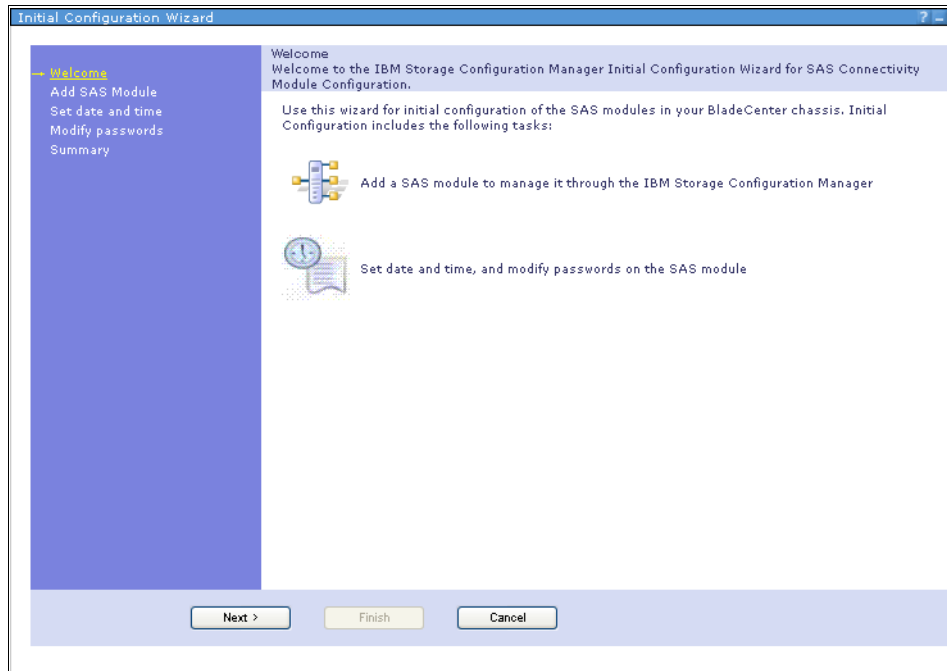 Initial Configuration Wizard
?
Welcome
Add SAS Module
Set date and time
Modify passwords
Summary
Welcome
Welcome to the IBM Storage Configuration Manager Initial Configuration Wizard for SAS Connectivity
Module Configuration.
Use this wizard for initial configuration of the SAS modules in your BladeCenter chassis. Initial
Configuration includes the following tasks:
Add a SAS module to manage it through the IBM Storage Configuration Manager
Set date and time, and modify passwords on the SAS module
Next >
Finish
Cancel